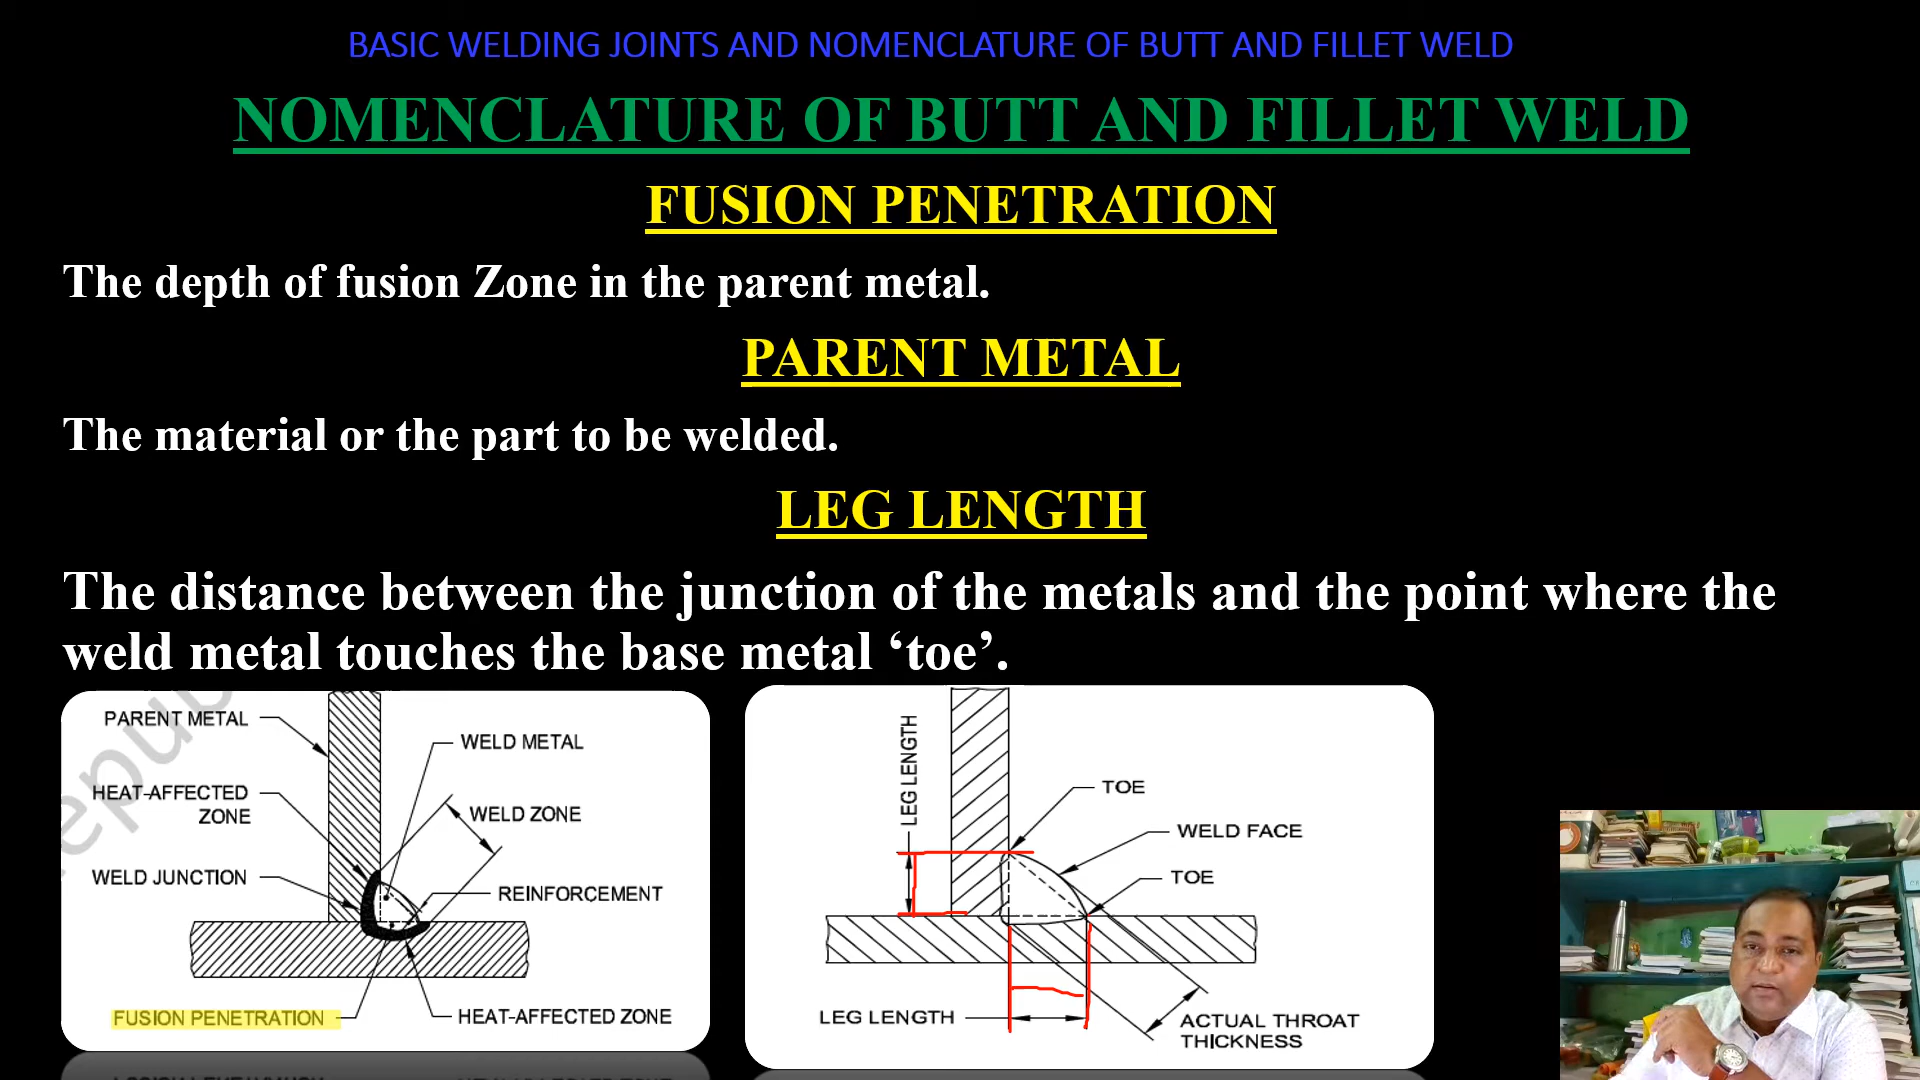 BASIC WELDING JOINTS AND NOMENCLATURE OF BUTT AND FILLET WELD
NOMENCLATURE OF BUTT AND FILLET WELD
FUSION PENETRATION
The depth of fusion Zone in the parent metal.
PARENT METAL
The material or the part to be welded.
LEG LENGTH
The distance between the junction of the metals and the point where the
weld metal touches the base metal ‘toe’.
PARENT METAL
WELD METAL
HEAT-AFFECTED
ZONE
WELD ZONE
WELD JUNCTION
REINFORCEMENT
FUSION PENETRATION
HEAT-AFFECTED ZONE
LEG LENGTH
TOE
WELD FACE
TOE
LEG LENGTH
ACTUAL THROAT
THICKNESS